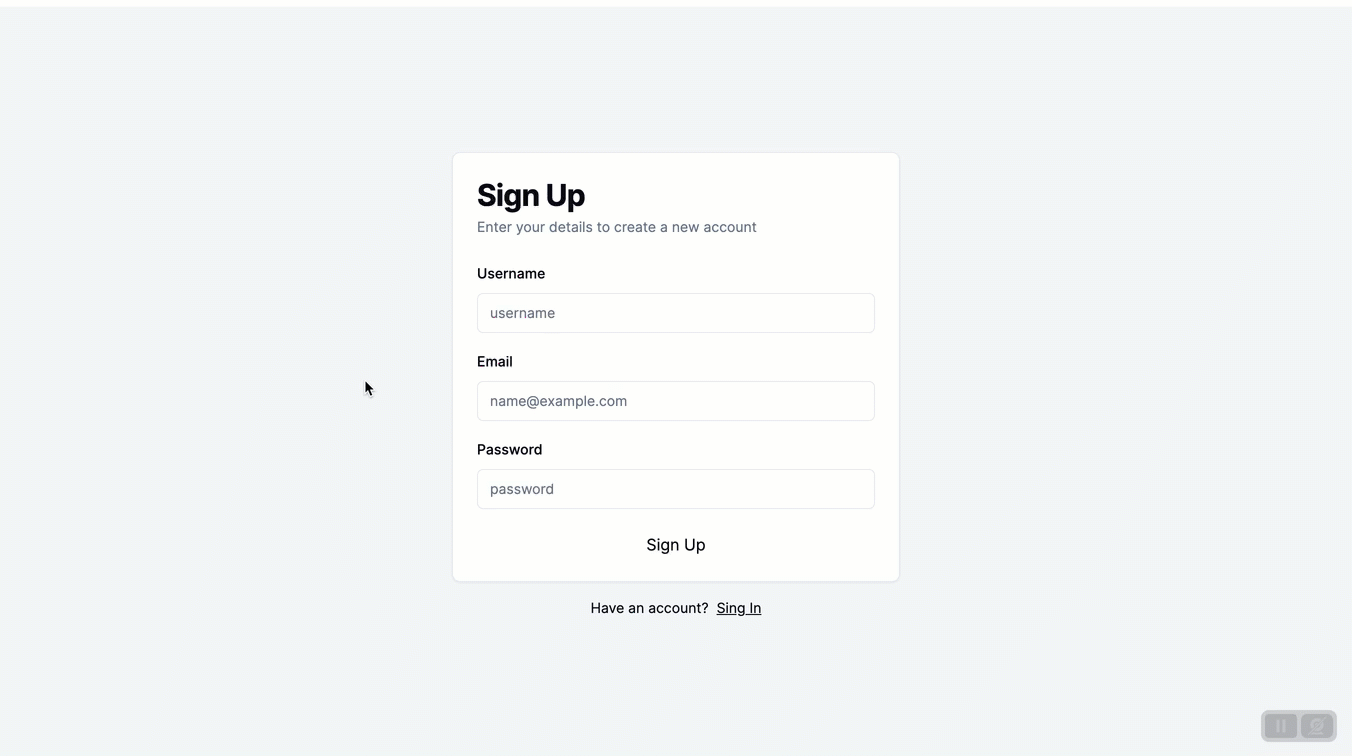 Sign Up
Enter your details to create a new account
Username
username
Email
name@example.com
Password
password
Sign Up
Have an account? Sing In